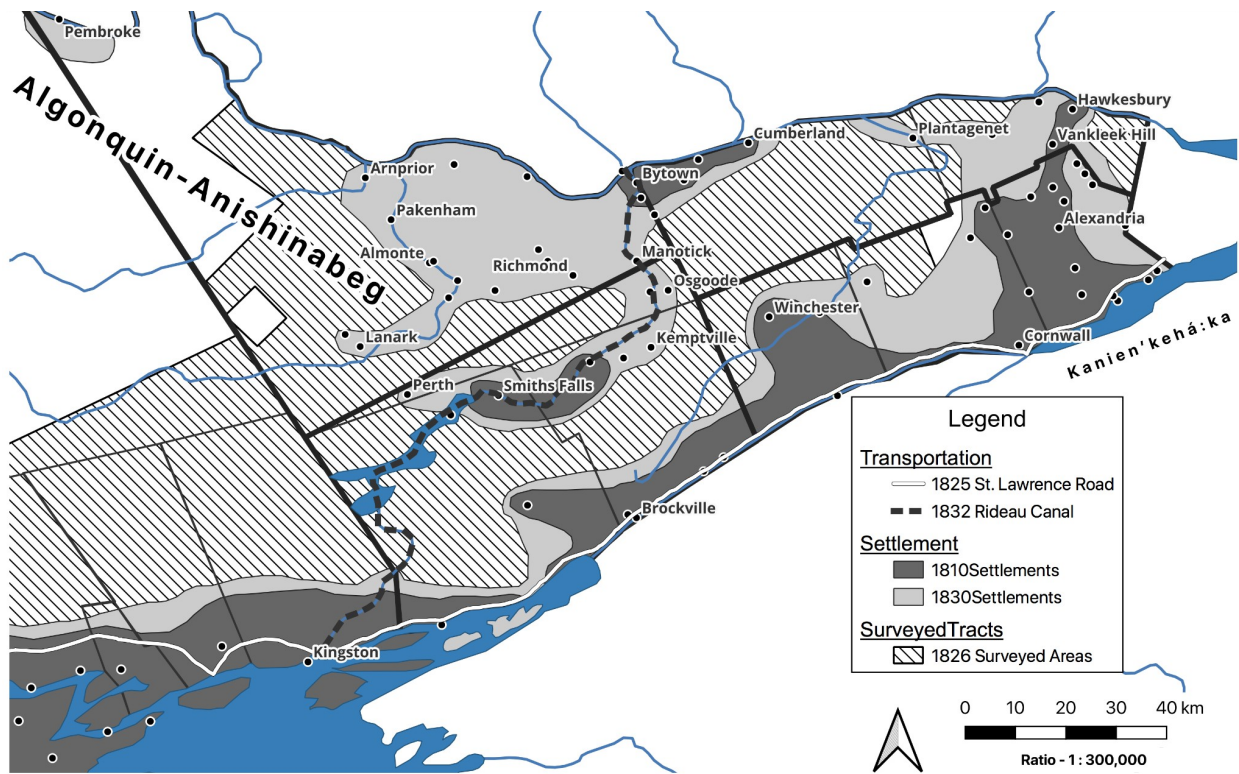 Pembroke
Algonquin-Anishinabeg
Hawkesbury
Cumberland
Plantagenet
Vankleek Hill
Arnprior
Bytown
Pakenham
Alexandria
Almonte
Richmond
Manotick
Osgoode
Winchester
Lanark
Kemptville
Cornwall
Kanien'kehá:ka
Perth
Smiths Falls
Brockville
Kingston
Legend
Transportation
1825 St. Lawrence Road
1832 Rideau Canal
Settlement
1810Settlements
1830Settlements
SurveyedTracts
1826 Surveyed Areas
0 10 20 30 40 km
Ratio - 1 : 300,000